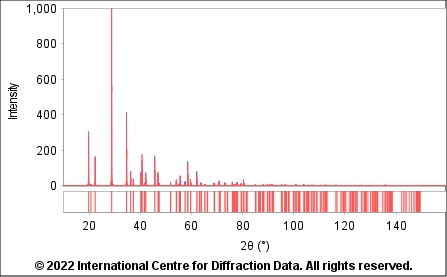 1,000
800
600
400
200
0
Intensity
20 40 60 80 100 120 140
2θ (°)
© 2022 International Centre for Diffraction Data. All rights reserved.